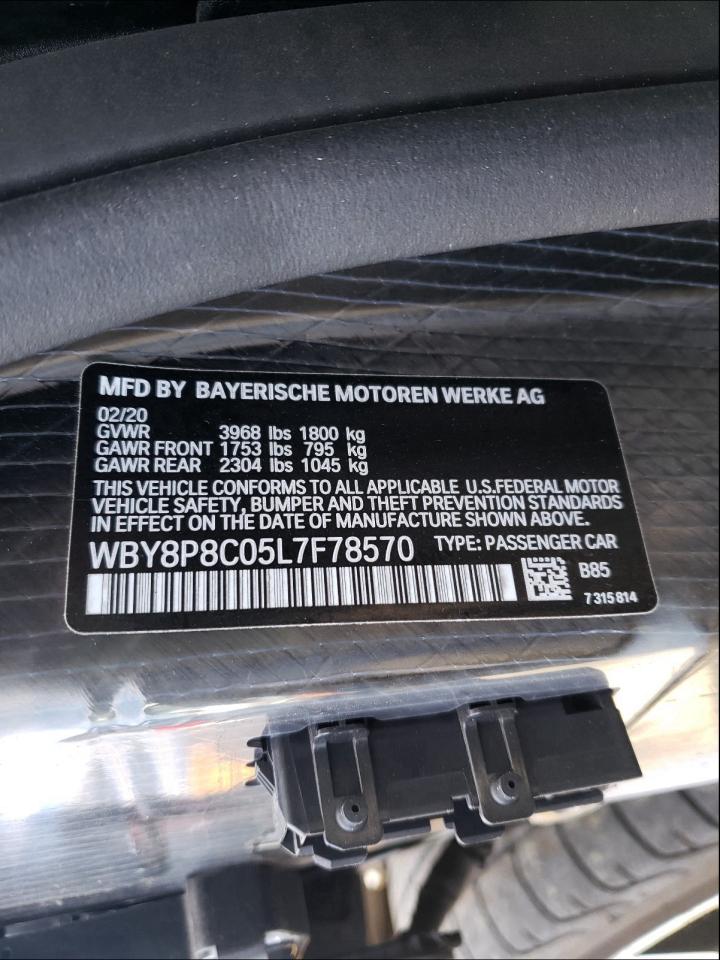 MFD BY BAYERISCHE MOTOREN WERKE AG
02/20
GVWR 3968 lbs 1800 kg
GAWR FRONT 1753 lbs 795 kg
GAWR REAR 2304 lbs 1045 kg
THIS VEHICLE CONFORMS TO ALL APPLICABLE U.S.FEDERAL MOTOR
VEHICLE SAFETY, BUMPER AND THEFT PREVENTION STANDARDS
IN EFFECT ON THE DATE OF MANUFACTURE SHOWN ABOVE.
WBY8P8C05L7F78570 TYPE: PASSENGER CAR
B85
7 315 814